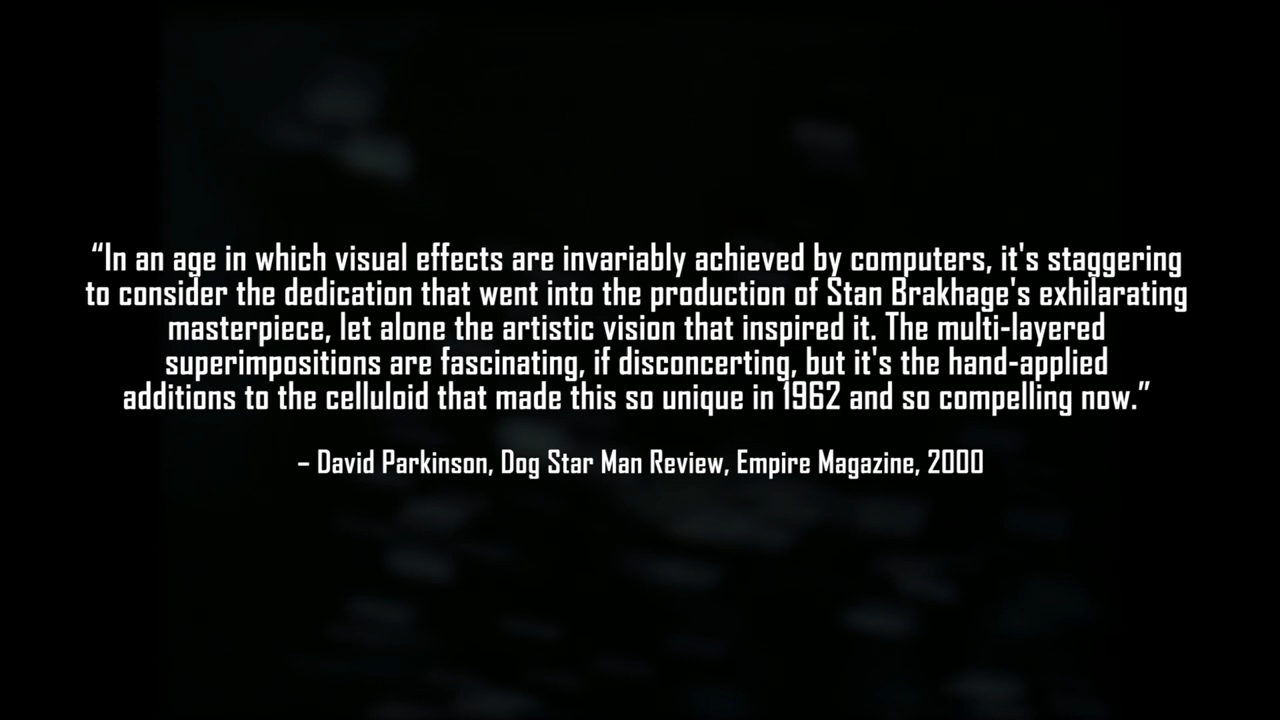 “In an age in which visual effects are invariably achieved by computers, it's staggering
to consider the dedication that went into the production of Stan Brakhage's exhilarating
masterpiece, let alone the artistic vision that inspired it. The multi-layered
superimpositions are fascinating, if disconcerting, but it's the hand-applied
additions to the celluloid that made this so unique in 1962 and so compelling now.”
– David Parkinson, Dog Star Man Review, Empire Magazine, 2000